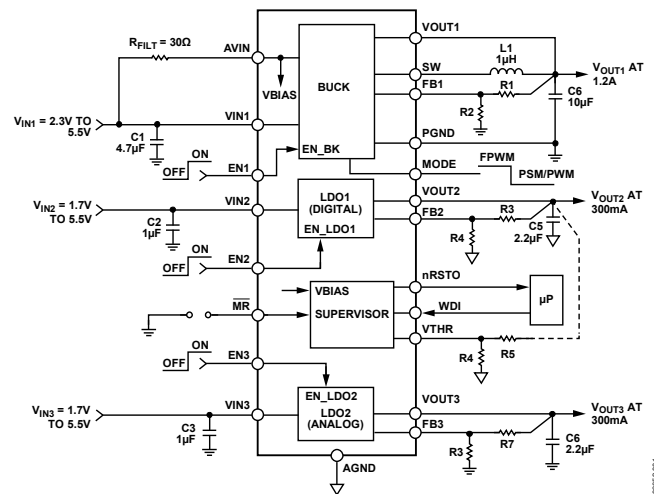 RFILT = 30Ω
AVIN
VBIAS
BUCK
VOUT1
SW
L1
1µH
VOUT1 AT
1.2A
FB1
R1
R2
C6
10µF
VIN1 = 2.3V TO
5.5V
VIN1
C1
4.7µF
PGND
EN_BK
ON
OFF
EN1
MODE
FPWM
PSM/PWM
VIN2 = 1.7V
TO 5.5V
VIN2
C2
1µF
LDO1
(DIGITAL)
EN_LDO1
VOUT2
VOUT2 AT
300mA
FB2
R3
R4
C5
2.2µF
ON
OFF
EN2
VBIAS
SUPERVISOR
nRSTO
WDI
µP
MR
VTHR
R4
R5
ON
OFF
EN3
EN_LDO2
LDO2
(ANALOG)
VIN3 = 1.7V
TO 5.5V
VIN3
C3
1µF
VOUT3
VOUT3 AT
300mA
FB3
R7
R3
C6
2.2µF
AGND